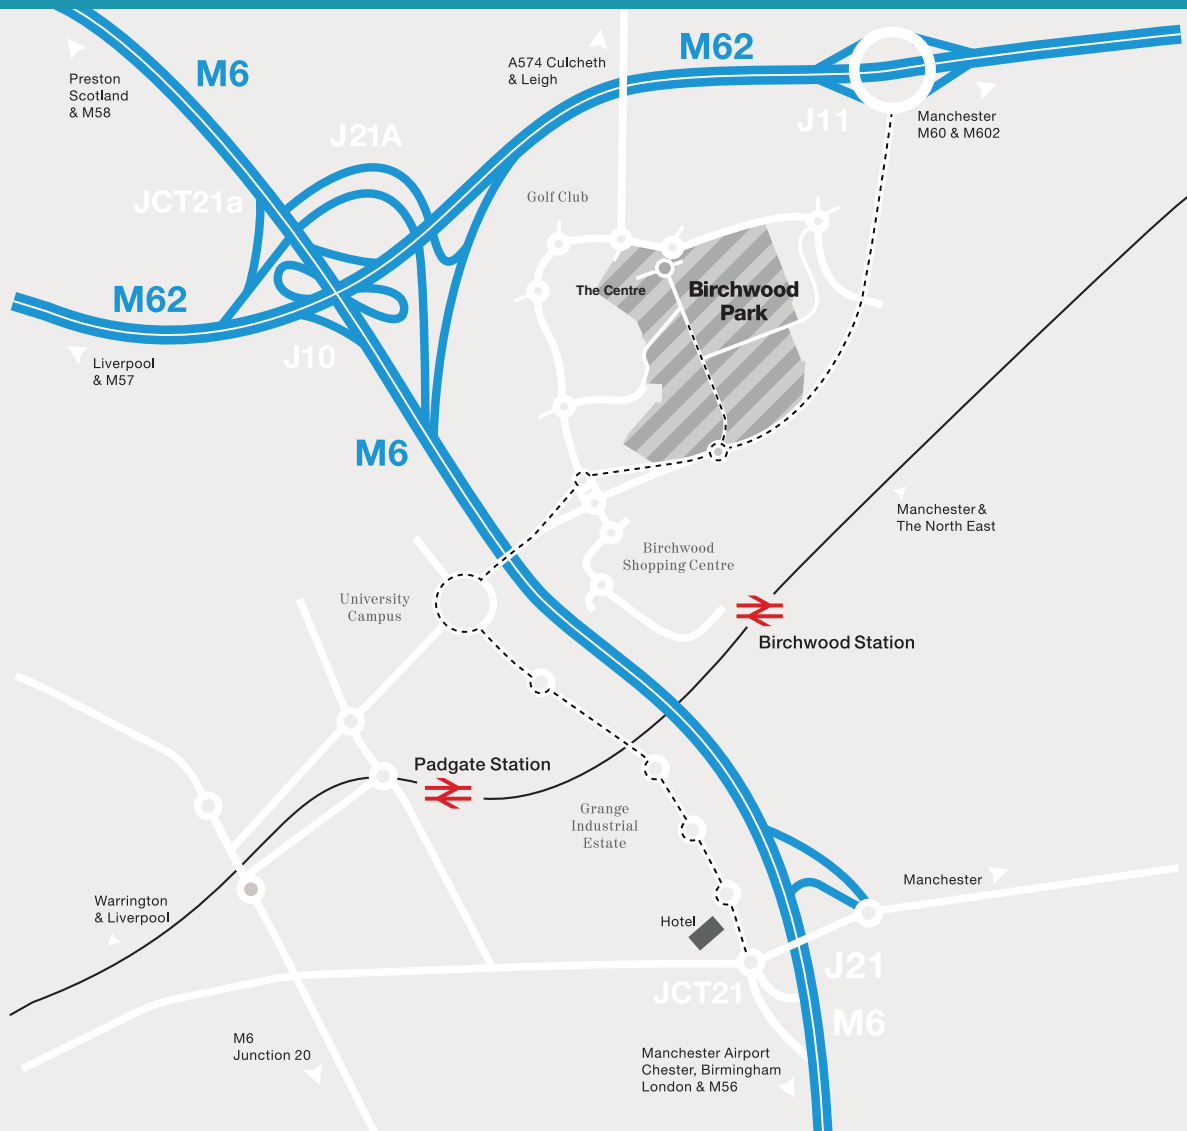 M6
M62
A574 Culcheth
& Leigh
Preston
Scotland
& M58
J11
Manchester
M60 & M602
J21A
JCT21a
Golf Club
The Centre
Birchwood
Park
M62
J10
Liverpool
& M57
M6
Manchester &
The North East
Birchwood
Shopping Centre
University
Campus
Birchwood Station
Padgate Station
Grange
Industrial
Estate
Manchester
Warrington
& Liverpool
Hotel
J21
JCT21
M6
M6
Junction 20
Manchester Airport
Chester, Birmingham
London & M56